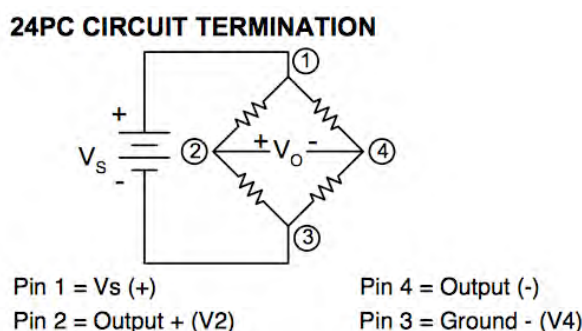 24PC CIRCUIT TERMINATION
1
+
2
+ Vo -
4
Vs
-
3
Pin 1 = Vs (+)
Pin 4 = Output (-)
Pin 2 = Output + (V2)
Pin 3 = Ground - (V4)